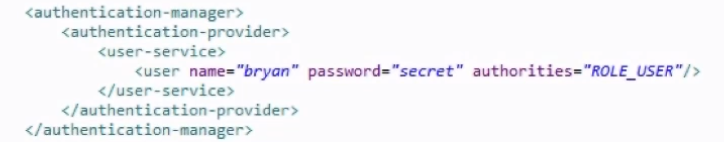 <authentication-manager>
<authentication-provider>
<user-service>
<user name="bryan" password="secret" authorities="ROLE_USER"/>
</user-service>
</authentication-provider>
</authentication-manager>